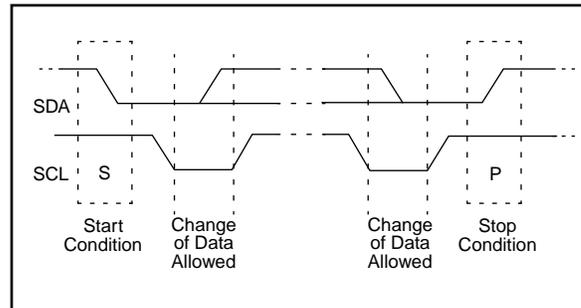 SDA
SCL
S
P
Start
Condition
Change
of Data
Allowed
Change
of Data
Allowed
Stop
Condition